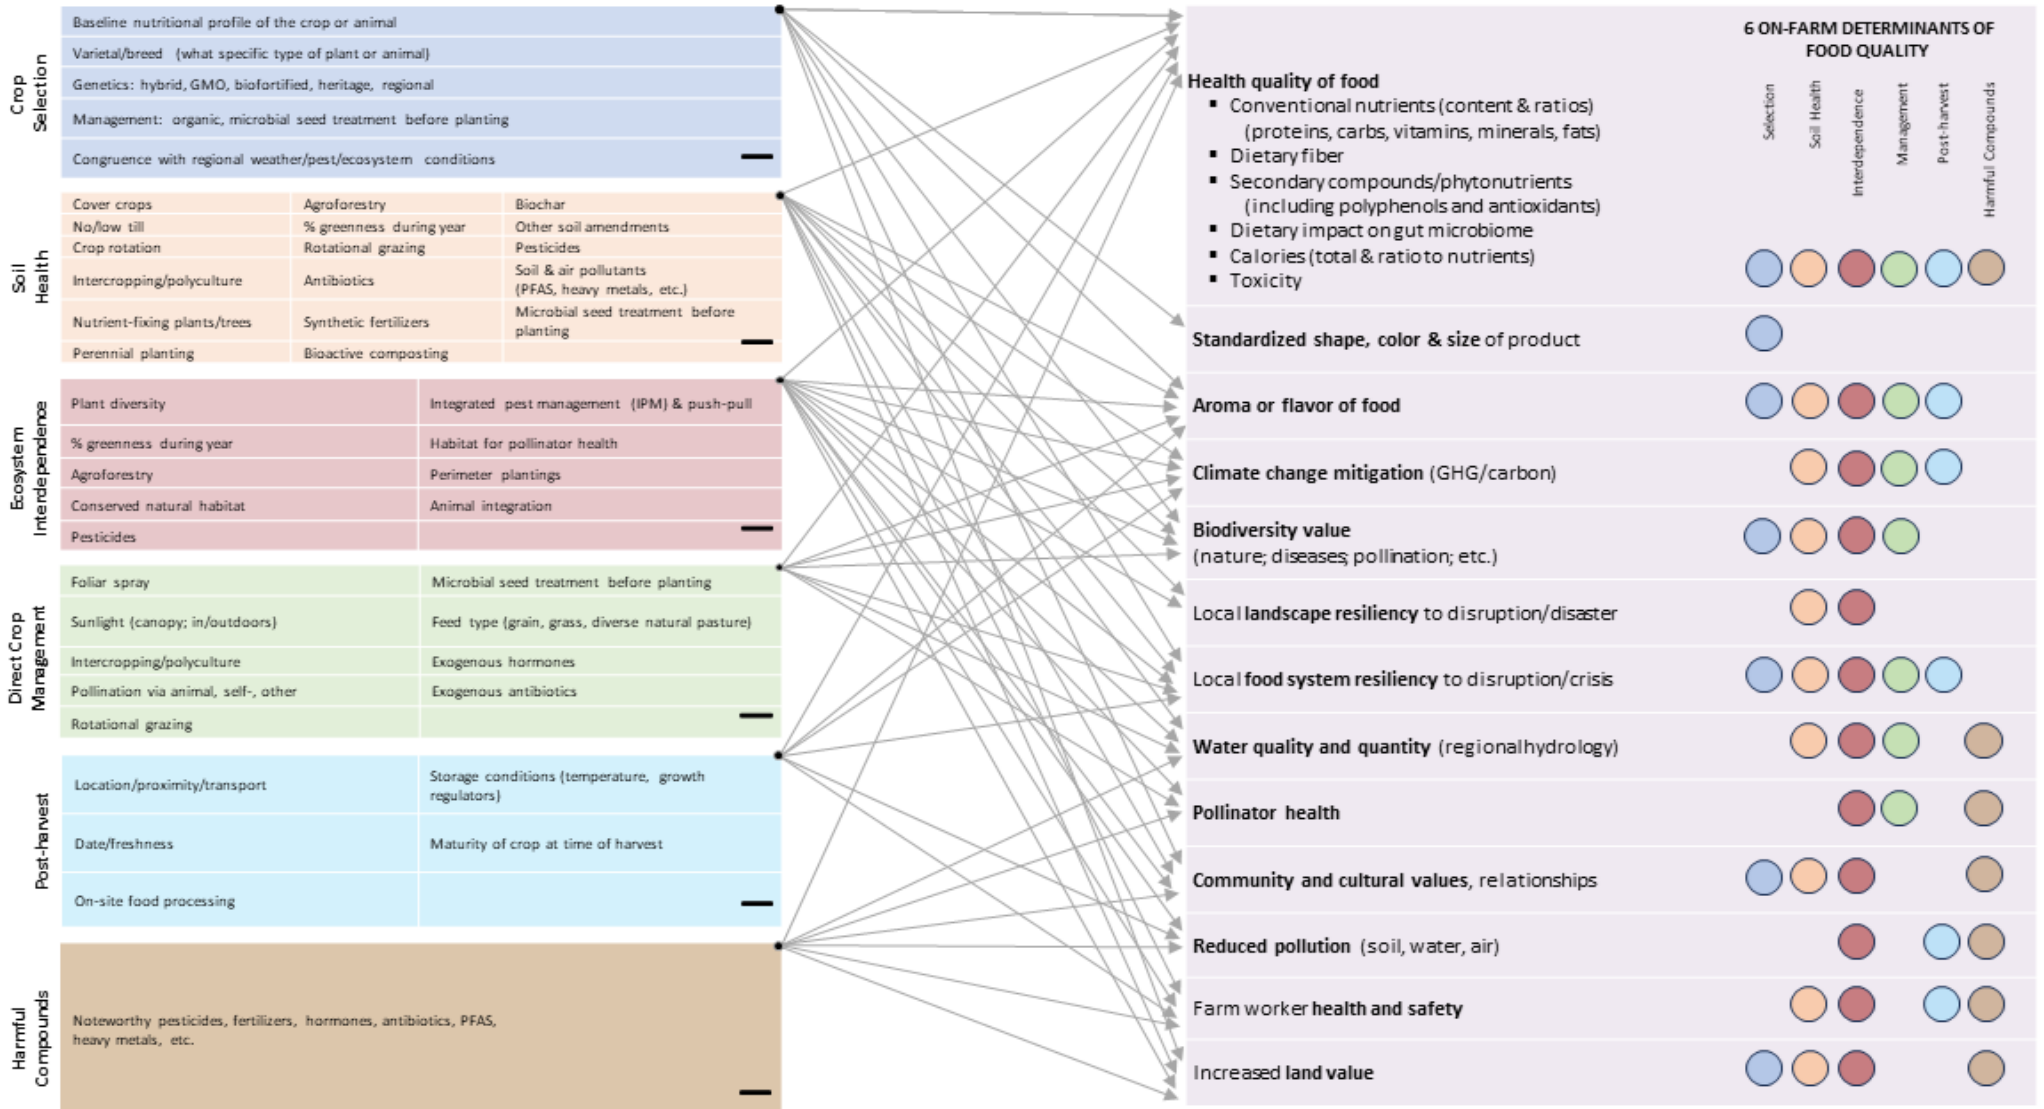 Crop
Selection
Baseline nutritional profile of the crop or animal
Varietal/breed (what specific type of plant or animal)
Genetics: hybrid, GMO, biofortified, heritage, regional
Management: organic, microbial seed treatment before planting
Congruence with regional weather/pest/ecosystem conditions
Soil
Health
Cover crops
Agroforestry
Biochar
No/low till
% greenness during year
Other soil amendments
Crop rotation
Rotational grazing
Pesticides
Intercropping/polyculture
Antibiotics
Soil & air pollutants
(PFAS, heavy metals, etc.)
Nutrient-fixing plants/trees
Synthetic fertilizers
Microbial seed treatment before
planting
Perennial planting
Bioactive composting
Ecosystem
Interdependence
Plant diversity
Integrated pest management (IPM) & push-pull
% greenness during year
Habitat for pollinator health
Agroforestry
Perimeter plantings
Conserved natural habitat
Animal integration
Pesticides
Direct Crop
Management
Foliar spray
Microbial seed treatment before planting
Sunlight (canopy; in/outdoors)
Feed type (grain, grass, diverse natural pasture)
Intercropping/polyculture
Exogenous hormones
Pollination via animal, self-, other
Exogenous antibiotics
Rotational grazing
Post-harvest
Location/proximity/transport
Storage conditions (temperature, growth
regulators)
Date/freshness
Maturity of crop at time of harvest
On-site food processing
Harmful
Compounds
Noteworthy pesticides, fertilizers, hormones, antibiotics, PFAS,
heavy metals, etc.
6 ON-FARM DETERMINANTS OF
FOOD QUALITY
Selection
Soil Health
Interdependence
Management
Post-harvest
Harmful Compounds
Health quality of food
▪ Conventional nutrients (content & ratios)
(proteins, carbs, vitamins, minerals, fats)
▪ Dietary fiber
▪ Secondary compounds/phytonutrients
(including polyphenols and antioxidants)
▪ Dietary impact on gut microbiome
▪ Calories (total & ratio to nutrients)
▪ Toxicity
Standardized shape, color & size of product
Aroma or flavor of food
Climate change mitigation (GHG/carbon)
Biodiversity value
(nature; diseases; pollination; etc.)
Local landscape resiliency to disruption/disaster
Local food system resiliency to disruption/crisis
Water quality and quantity (regional hydrology)
Pollinator health
Community and cultural values, relationships
Reduced pollution (soil, water, air)
Farm worker health and safety
Increased land value